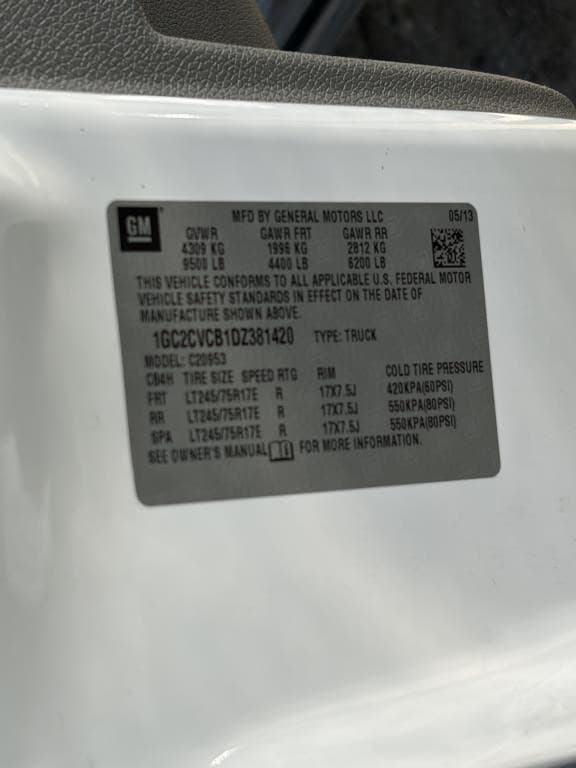 GM
MFD BY GENERAL MOTORS LLC 05/13
GVWR GAWR FRT GAWR RR
4309 KG 1996 KG 2812 KG
9500 LB 4400 LB 6200 LB
THIS VEHICLE CONFORMS TO ALL APPLICABLE U.S. FEDERAL MOTOR
VEHICLE SAFETY STANDARDS IN EFFECT ON THE DATE OF
MANUFACTURE SHOWN ABOVE.
1GC2CVCB1DZ381420 TYPE: TRUCK
MODEL: C20953
CB4H TIRE SIZE SPEED RTG RIM COLD TIRE PRESSURE
FRT LT245/75R17E R 17X7.5J 420KPA(60PSI)
RR LT245/75R17E R 17X7.5J 550KPA(80PSI)
SPA LT245/75R17E R 17X7.5J 550KPA(80PSI)
SEE OWNER'S MANUAL FOR MORE INFORMATION.